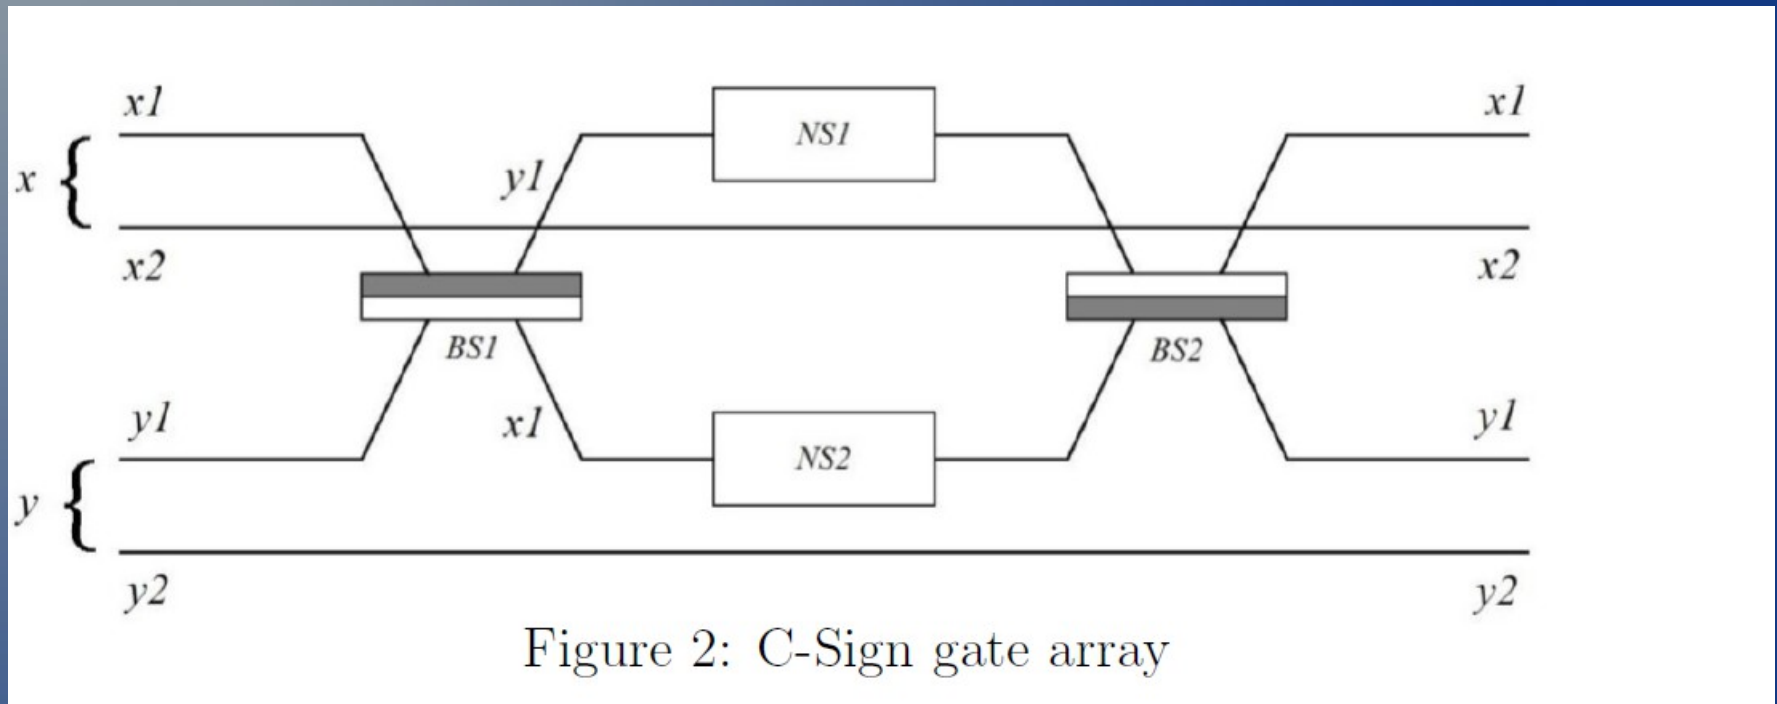 x1
x1
y1
NS1
x {
x2
x2
BS1
BS2
y1
y1
x1
NS2
y {
y2
y2
Figure 2: C-Sign gate array